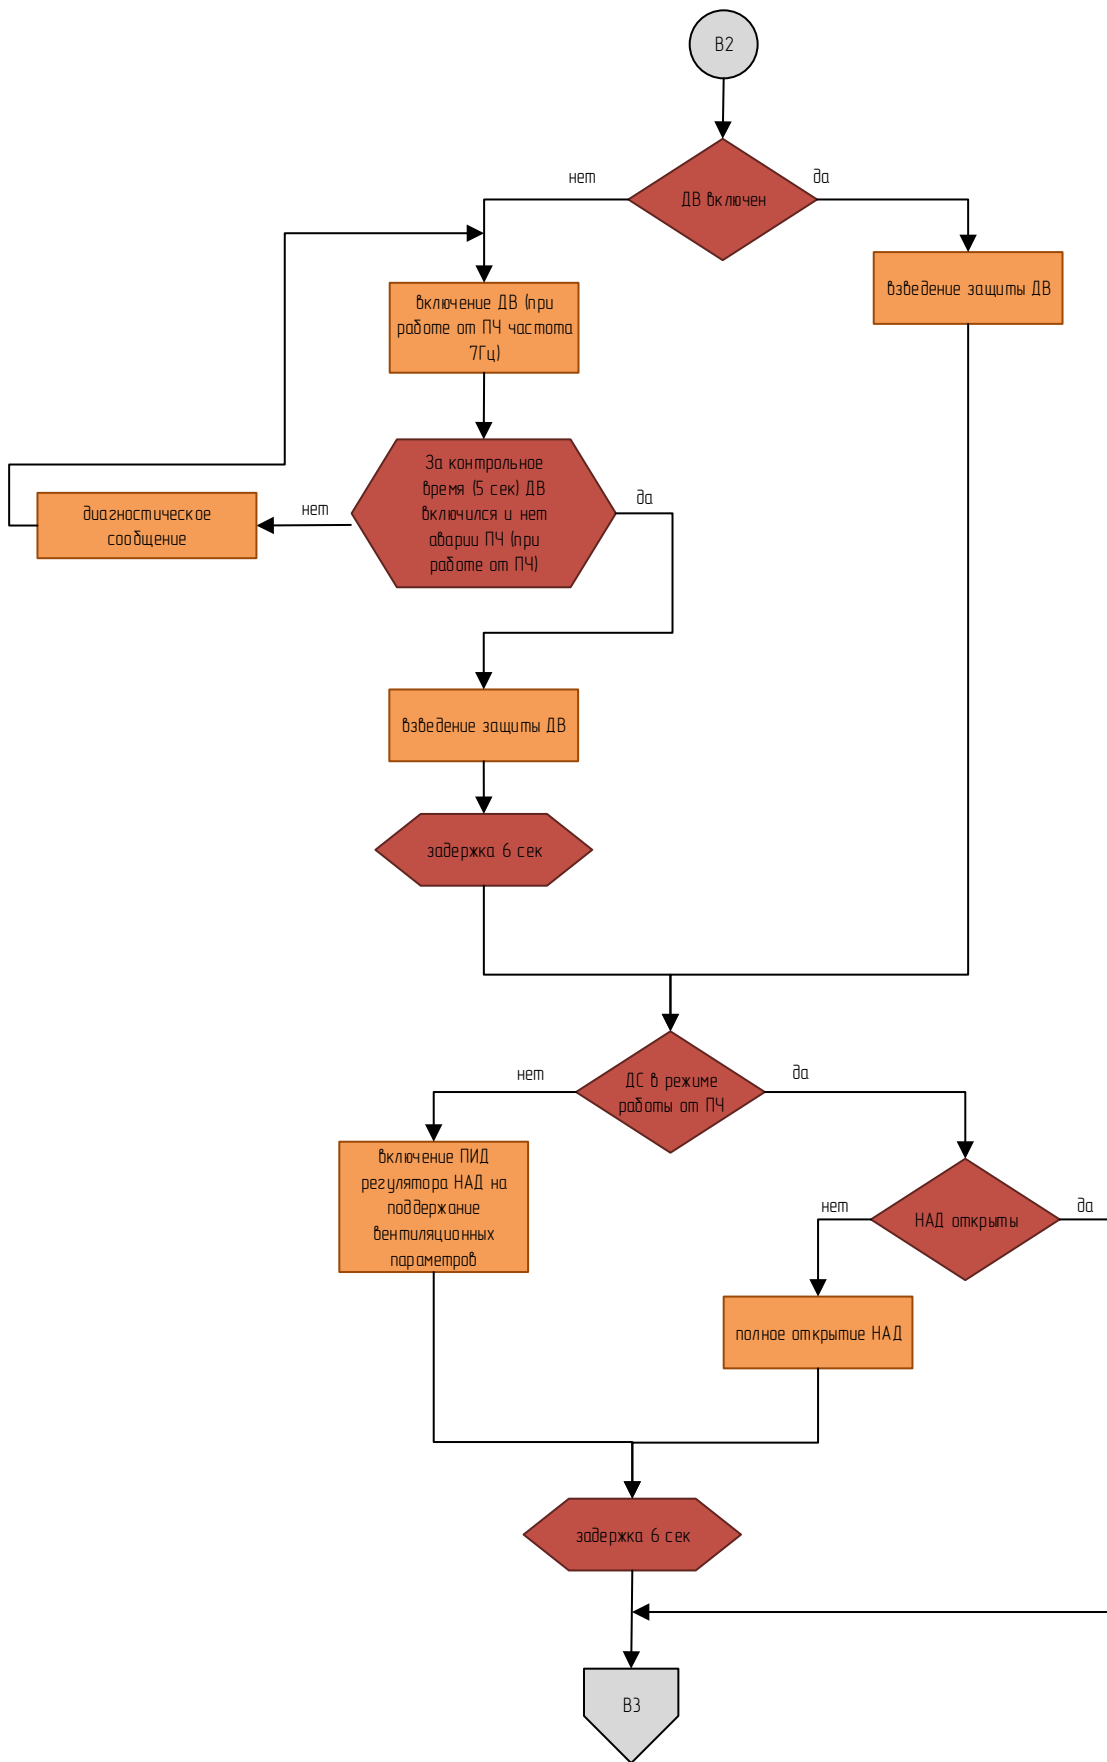 В2
ДВ включен
нет
да
взведение защиты ДВ
включение ДВ (при
работе от ПЧ частота
7Гц)
За контрольное
время (5 сек) ДВ
включился и нет
аварии ПЧ (при
работе от ПЧ)
нет
да
диагностическое
сообщение
взведение защиты ДВ
задержка 6 сек
ДС в режиме
работы от ПЧ
нет
да
включение ПИД
регулятора НАД на
поддержание
вентиляционных
параметров
НАД открыты
нет
да
полное открытие НАД
задержка 6 сек
В3